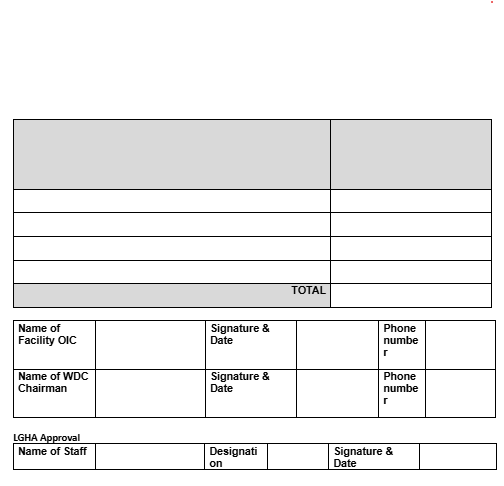 TOTAL
Name of Facility OIC
Signature & Date
Phone number
Name of WDC Chairman
Signature & Date
Phone number
LGHA Approval
Name of Staff
Designation
Signature & Date